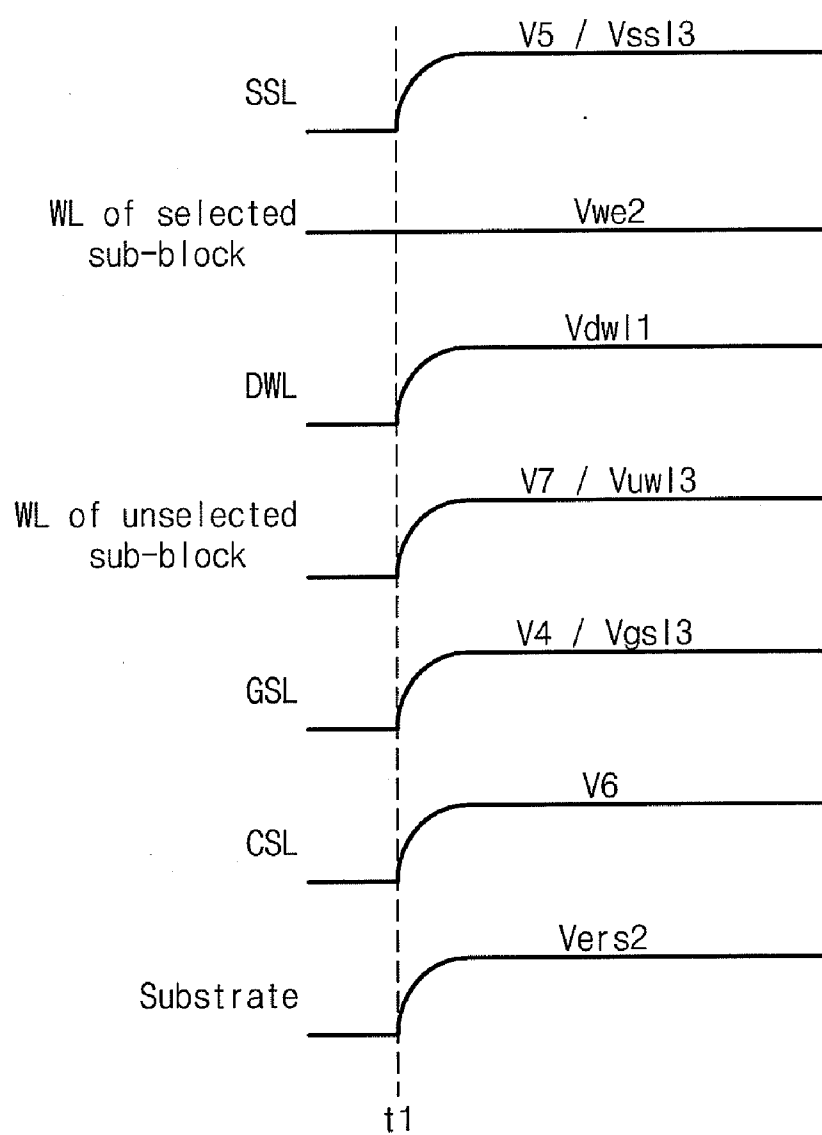 V5 / Vssl3
SSL
WL of selected
sub-block
Vwe2
Vdwl1
DWL
V7 / Vuwl3
WL of unselected
sub-block
V4 / Vgsl3
GSL
V6
CSL
Vers2
Substrate
t1